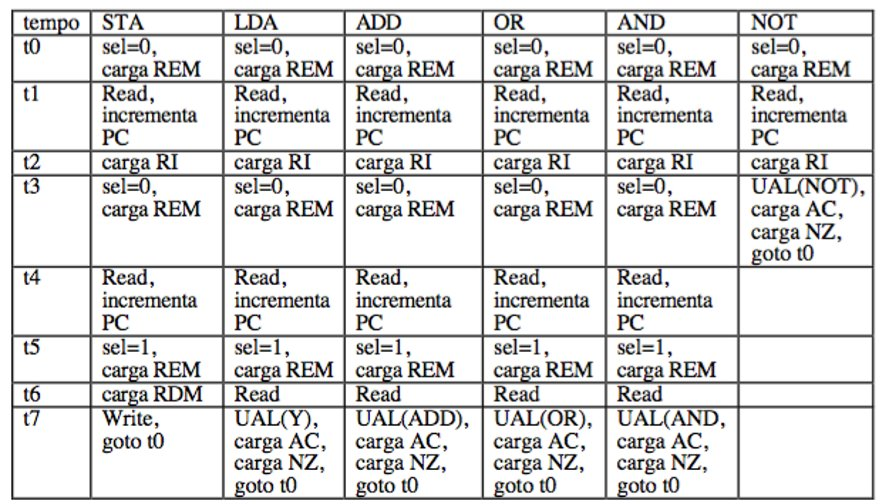 tempo STA LDA ADD OR AND NOT
t0 sel=0, sel=0, sel=0, sel=0, sel=0, sel=0,
carga REM carga REM carga REM carga REM carga REM carga REM
t1 Read, Read, Read, Read, Read, Read,
incrementa incrementa incrementa incrementa incrementa incrementa
PC PC PC PC PC PC
t2 carga RI carga RI carga RI carga RI carga RI carga RI
t3 sel=0, sel=0, sel=0, sel=0, sel=0, UAL(NOT),
carga REM carga REM carga REM carga REM carga REM carga AC,
carga NZ,
goto t0
t4 Read, Read, Read, Read, Read,
incrementa incrementa incrementa incrementa incrementa
PC PC PC PC PC
t5 sel=1, sel=1, sel=1, sel=1, sel=1,
carga REM carga REM carga REM carga REM carga REM
t6 carga RDM Read Read Read Read
t7 Write, UAL(Y), UAL(ADD), UAL(OR), UAL(AND,
goto t0 carga AC, carga AC, carga AC, carga AC,
carga NZ, carga NZ, carga NZ, carga NZ,
goto t0 goto t0 goto t0 goto t0